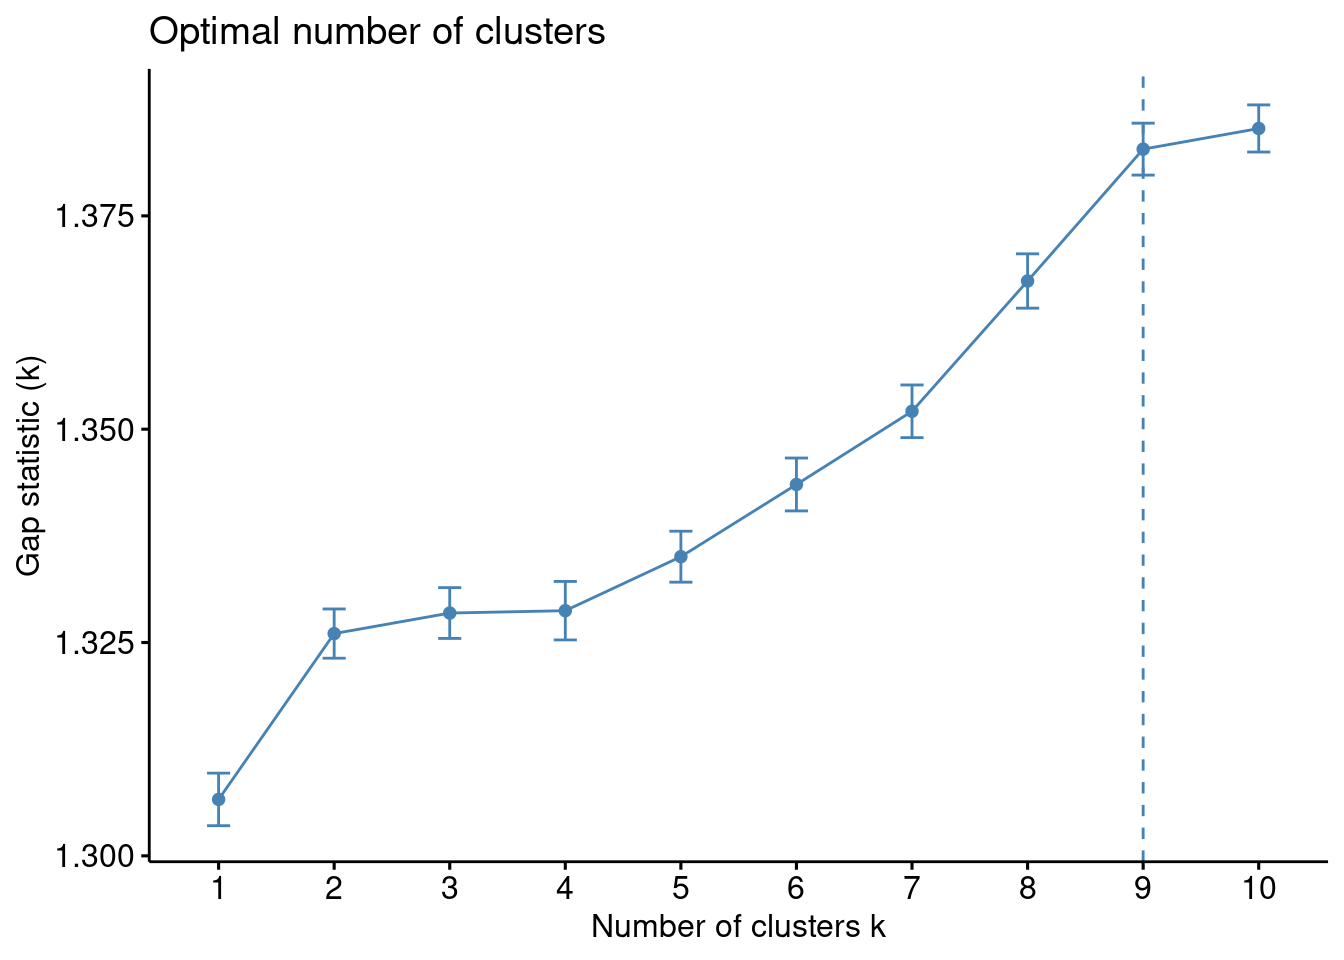 Optimal number of clusters
Gap statistic (k)
1.375
1.350
1.325
1.300
1 2 3 4 5 6 7 8 9 10
Number of clusters k